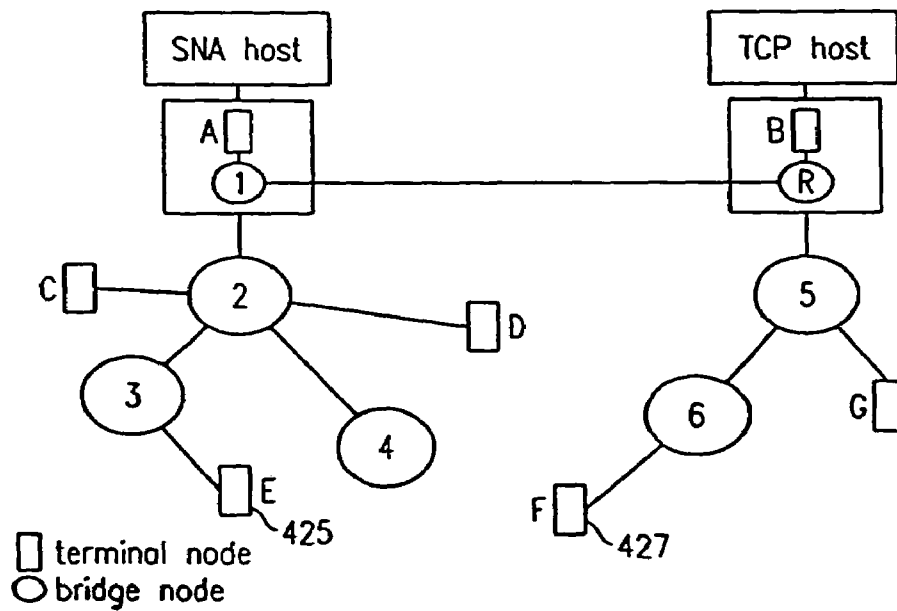 SNA host
TCP host
A
B
1
R
C
2
D
5
3
4
6
G
E
F
425
427
terminal node
bridge node